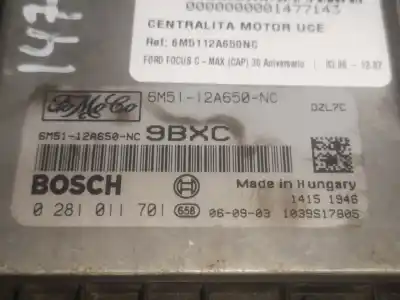 0000000001477143
147
CENTRALITA MOTOR UCE
Ref: 6M5112A650NC
FORD FOCUS C - MAX (CAP) 30 Aniversario | 03.06 - 12.07
FoMoCo 6M51-12A650-NC DZL7C
6M51-12A650-NC 9BXC
BOSCH Made in Hungary
1415 1946
0 281 011 701 658 06-09-03 1039S17805